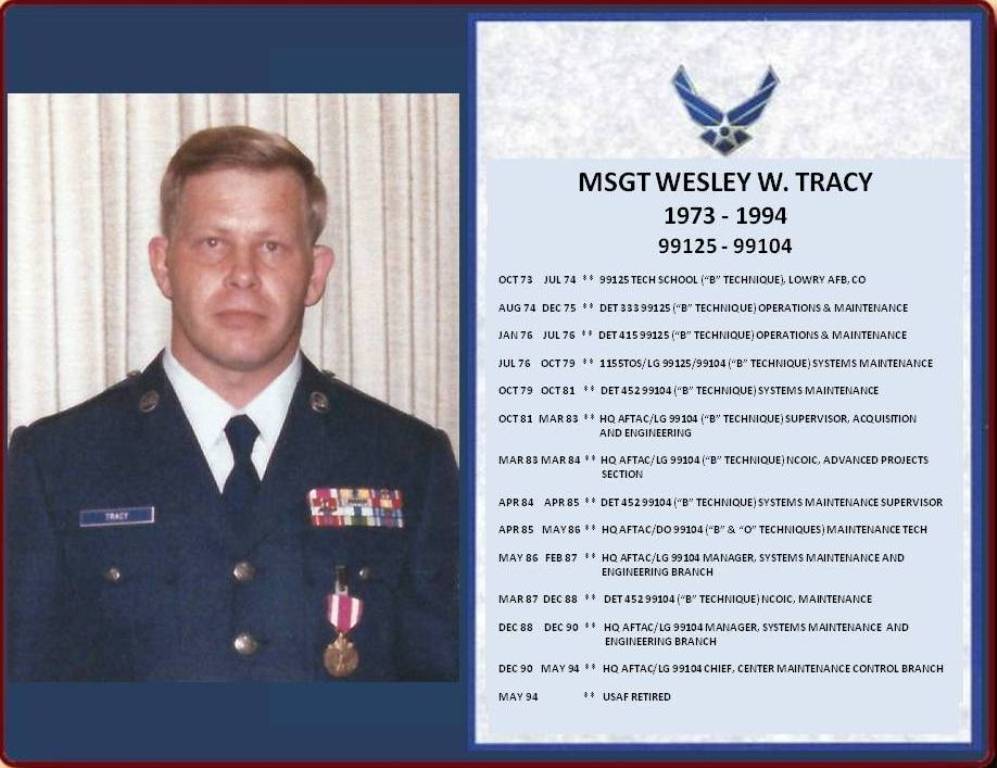 TRACY
MSGT WESLEY W. TRACY
1973 - 1994
99125 - 99104
OCT 73 JUL 74 ** 99125 TECH SCHOOL ("B" TECHNIQUE), LOWRY AFB, CO
AUG 74 DEC 75 ** DET 333 99125 ("B" TECHNIQUE) OPERATIONS & MAINTENANCE
JAN 76 JUL 76 ** DET 415 99125 ("B" TECHNIQUE) OPERATIONS & MAINTENANCE
JUL 76 OCT 79 ** 1155TOS/LG 99125/99104 ("B" TECHNIQUE) SYSTEMS MAINTENANCE
OCT 79 OCT 81 ** DET 452 99104 ("B" TECHNIQUE) SYSTEMS MAINTENANCE
OCT 81 MAR 83 ** HQ AFTAC/LG 99104 ("B" TECHNIQUE) SUPERVISOR, ACQUISITION
AND ENGINEERING
MAR 83 MAR 84 ** HQ AFTAC/LG 99104 ("B" TECHNIQUE) NCOIC, ADVANCED PROJECTS
SECTION
APR 84 APR 85 ** DET 452 99104 ("B" TECHNIQUE) SYSTEMS MAINTENANCE SUPERVISOR
APR 85 MAY 86 ** HQ AFTAC/DO 99104 ("B" & "O" TECHNIQUES) MAINTENANCE TECH
MAY 86 FEB 87 ** HQ AFTAC/LG 99104 MANAGER, SYSTEMS MAINTENANCE AND
ENGINEERING BRANCH
MAR 87 DEC 88 ** DET 452 99104 ("B" TECHNIQUE) NCOIC, MAINTENANCE
DEC 88 DEC 90 ** HQ AFTAC/LG 99104 MANAGER, SYSTEMS MAINTENANCE AND
ENGINEERING BRANCH
DEC 90 MAY 94 ** HQ AFTAC/LG 99104 CHIEF, CENTER MAINTENANCE CONTROL BRANCH
MAY 94 ** USAF RETIRED